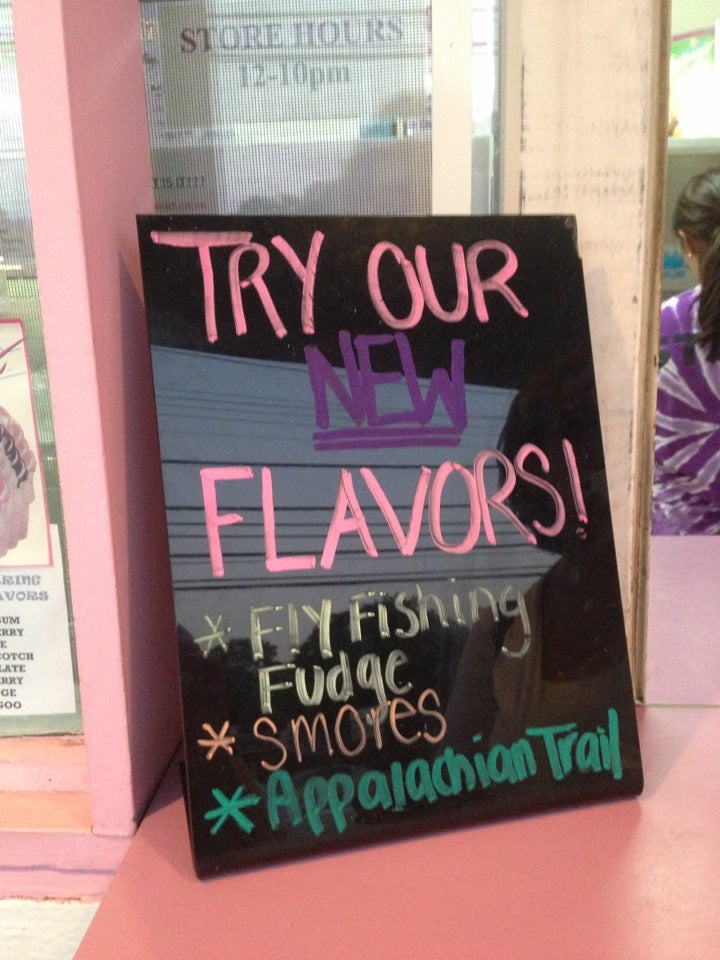 STORE HOURS
12-10pm
TRY OUR
NEW
FLAVORS!
* Fly Fishing
Fudge
* Smores
* Appalachian Trail